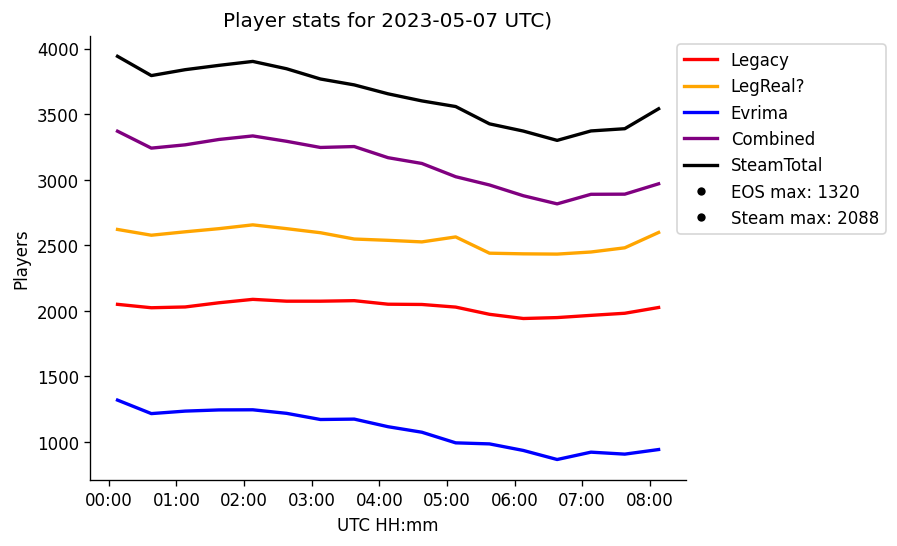 Player stats for 2023-05-07 UTC)
4000
3500
3000
2500
2000
1500
1000
Players
00:00 01:00 02:00 03:00 04:00 05:00 06:00 07:00 08:00
UTC HH:mm
Legacy
LegReal?
Evrima
Combined
SteamTotal
EOS max: 1320
Steam max: 2088